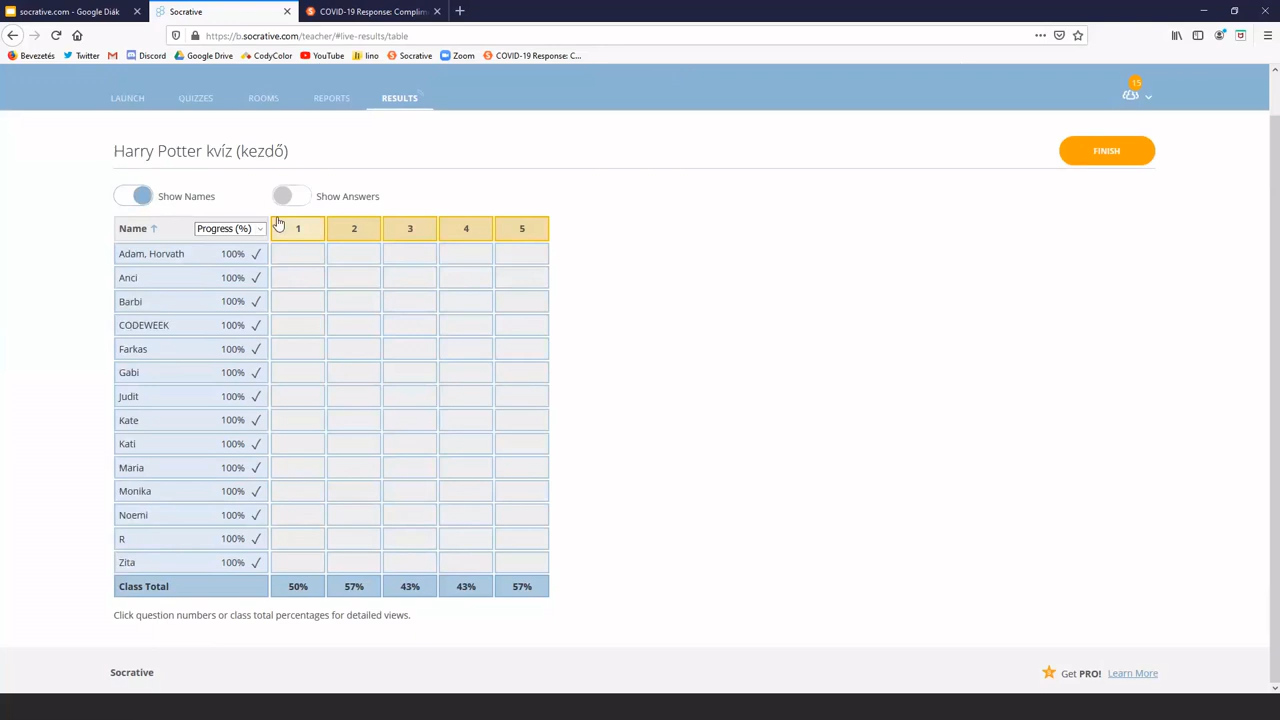 socrative.com - Google Diák
Socrative
COVID-19 Response: Complim
https://b.socrative.com/teacher/#live-results/table
Bevezetés Twitter Discord Google Drive CodyColor YouTube lino Socrative Zoom COVID-19 Response: C...
LAUNCH QUIZZES ROOMS REPORTS RESULTS
15
Harry Potter kvíz (kezdő)
FINISH
Show Names Show Answers
Name Progress (%) 1 2 3 4 5
Adam, Horvath 100%
Anci 100%
Barbi 100%
CODEWEEK 100%
Farkas 100%
Gabi 100%
Judit 100%
Kate 100%
Kati 100%
Maria 100%
Monika 100%
Noemi 100%
R 100%
Zita 100%
Class Total 50% 57% 43% 43% 57%
Click question numbers or class total percentages for detailed views.
Socrative
Get PRO! Learn More